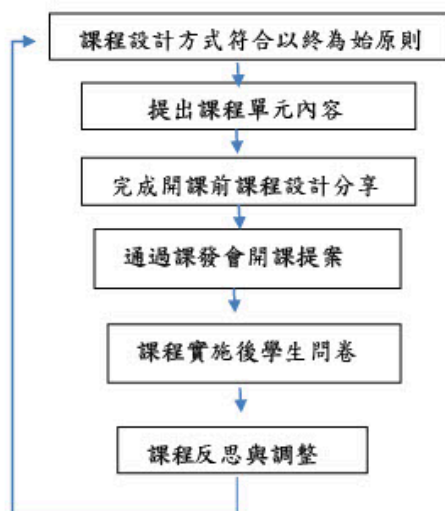 課程設計方式符合以終為始原則
提出課程單元內容
完成開課前課程設計分享
通過課發會開課提案
課程實施後學生問卷
課程反思與調整